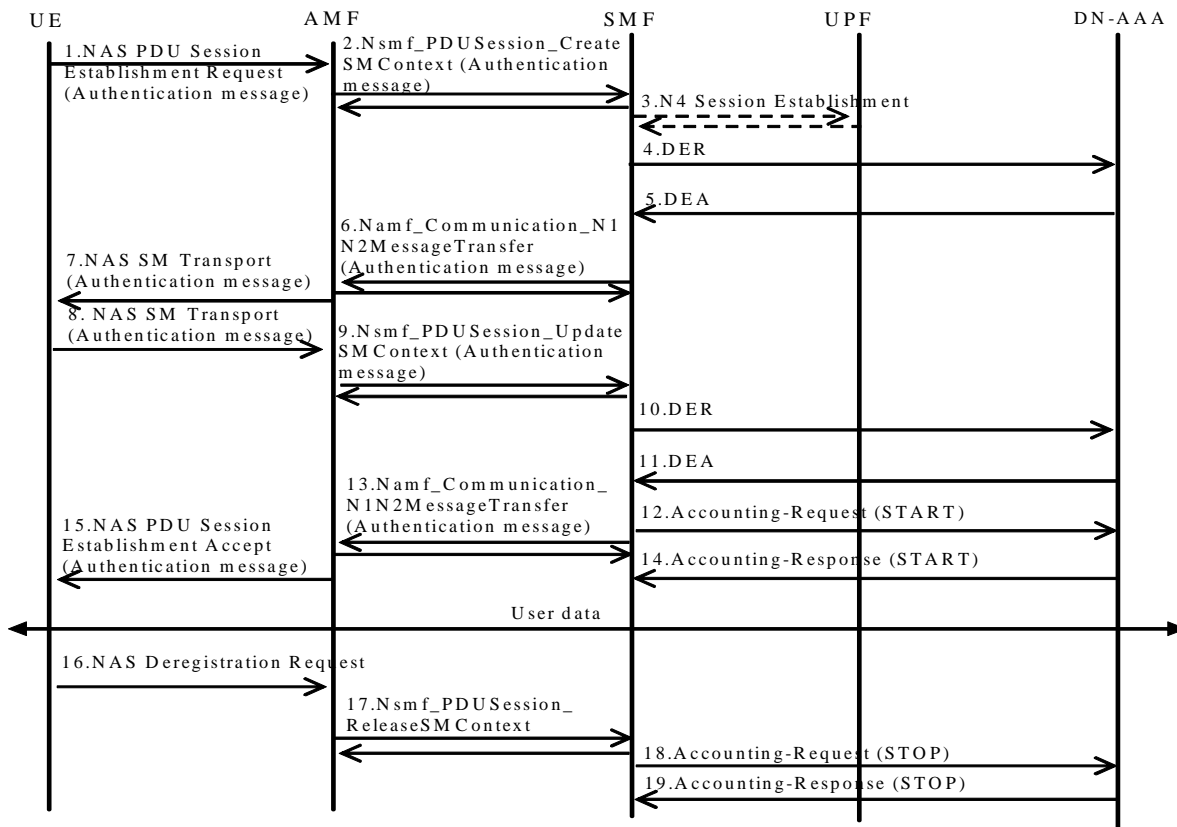 UE
AMF
SMF
UPF
DN-AAA
1.NAS PDU Session
Establishment Request
(Authentication message)
2.Nsmf_PDUSession_Create
SMContext (Authentication
message)
3.N4 Session Establishment
4.DER
5.DEA
6.Namf_Communication_N1
N2MessageTransfer
(Authentication message)
7.NAS SM Transport
(Authentication message)
8. NAS SM Transport
(Authentication message)
9.Nsmf_PDUSession_Update
SMContext (Authentication
message)
10.DER
11.DEA
13.Namf_Communication_
N1N2MessageTransfer
(Authentication message)
12.Accounting-Request (START)
15.NAS PDU Session
Establishment Accept
(Authentication message)
14.Accounting-Response (START)
User data
16.NAS Deregistration Request
17.Nsmf_PDUSession_
ReleaseSMContext
18.Accounting-Request (STOP)
19.Accounting-Response (STOP)